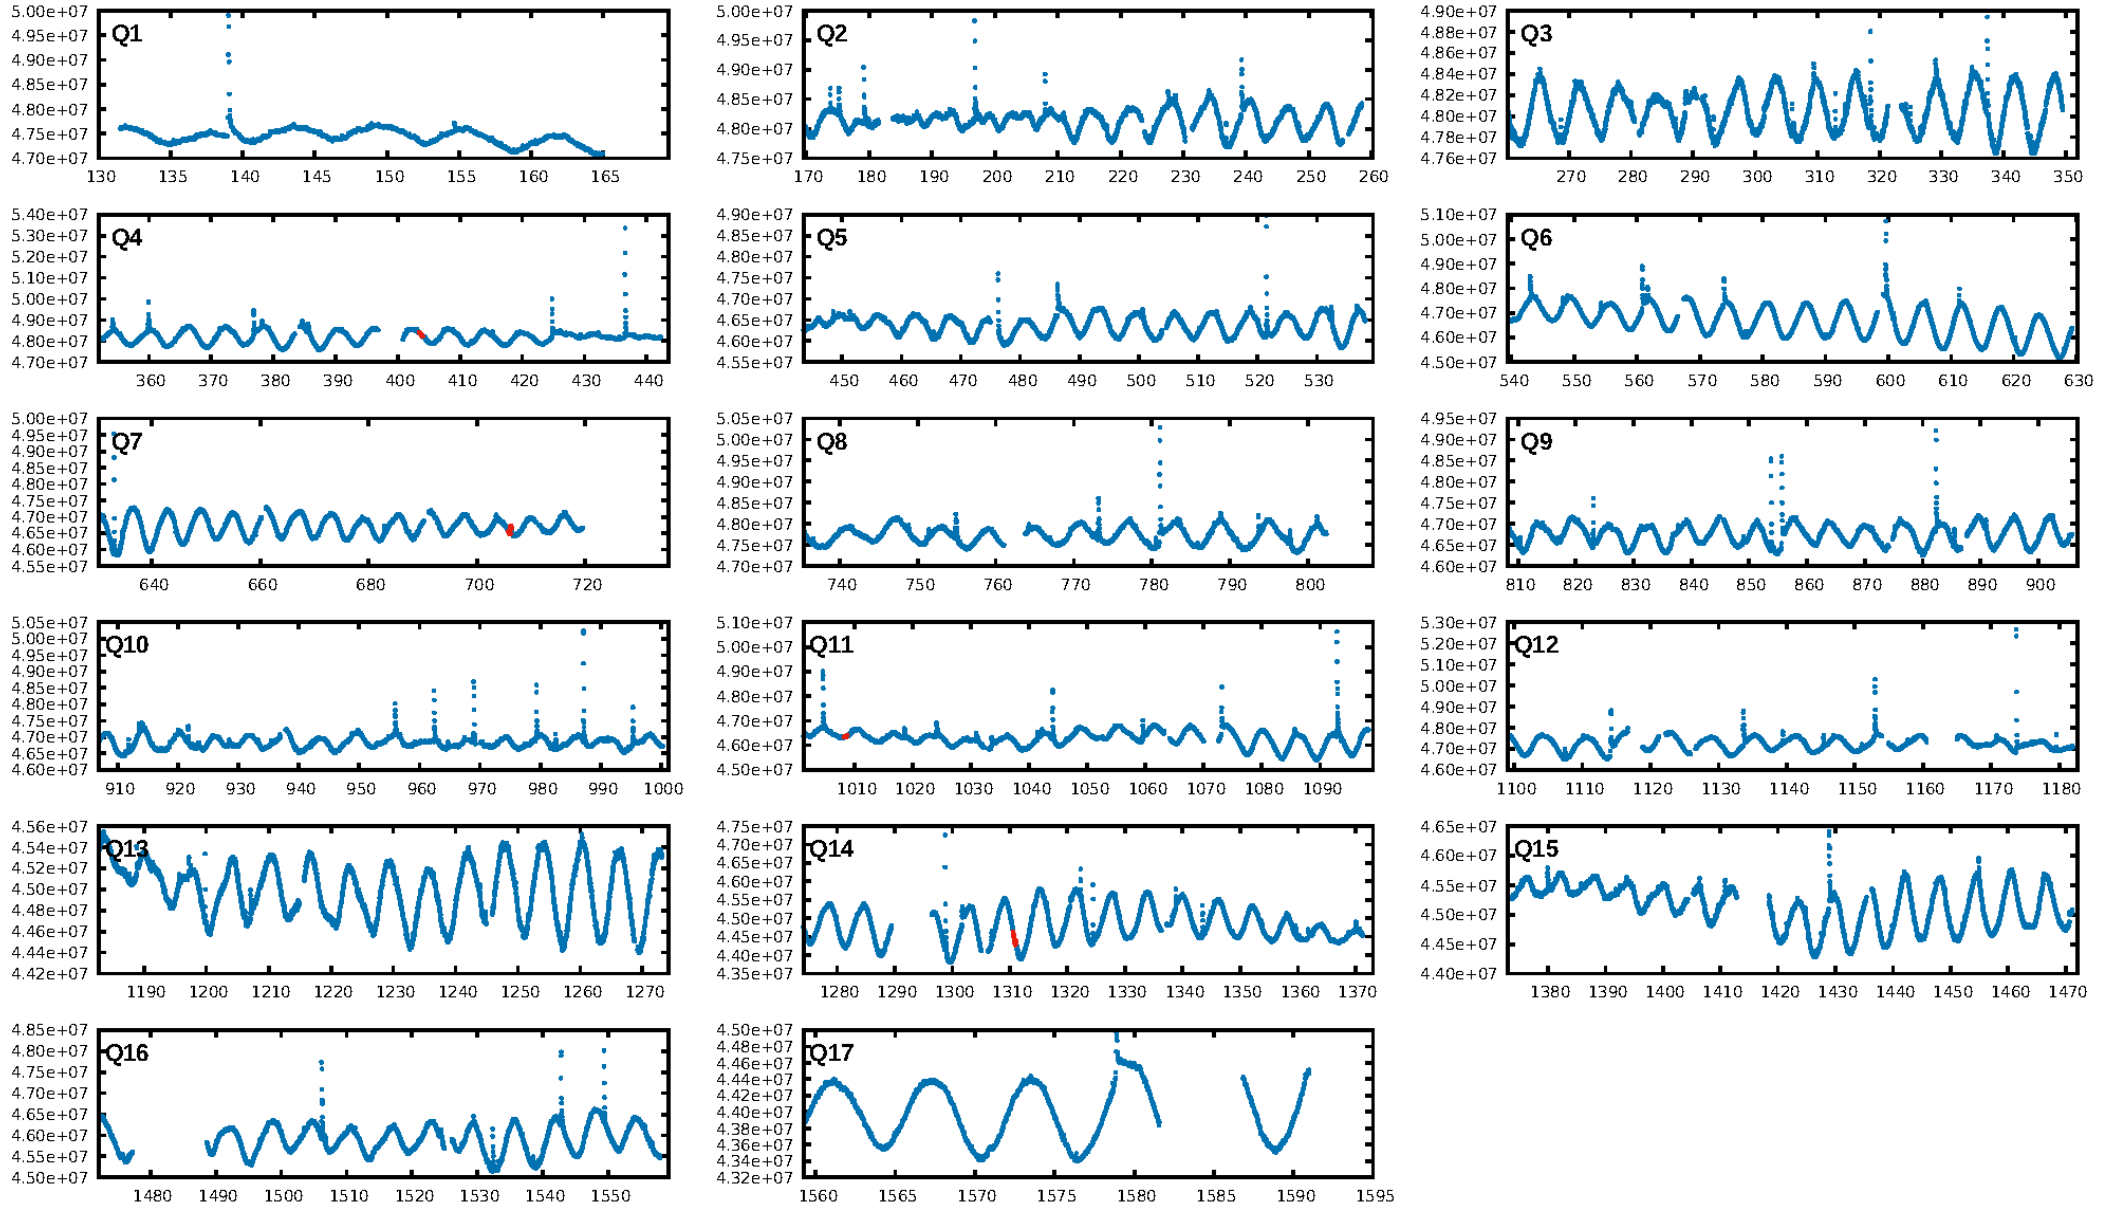 Q1
5.00e+07
4.95e+07
4.90e+07
4.85e+07
4.80e+07
4.75e+07
4.70e+07
130 135 140 145 150 155 160 165
Q2
5.00e+07
4.95e+07
4.90e+07
4.85e+07
4.80e+07
4.75e+07
170 180 190 200 210 220 230 240 250 260
Q3
4.90e+07
4.88e+07
4.86e+07
4.84e+07
4.82e+07
4.80e+07
4.78e+07
4.76e+07
270 280 290 300 310 320 330 340 350
Q4
5.40e+07
5.30e+07
5.20e+07
5.10e+07
5.00e+07
4.90e+07
4.80e+07
4.70e+07
360 370 380 390 400 410 420 430 440
Q5
4.90e+07
4.85e+07
4.80e+07
4.75e+07
4.70e+07
4.65e+07
4.60e+07
4.55e+07
450 460 470 480 490 500 510 520 530
Q6
5.10e+07
5.00e+07
4.90e+07
4.80e+07
4.70e+07
4.60e+07
4.50e+07
540 550 560 570 580 590 600 610 620 630
Q7
5.00e+07
4.95e+07
4.90e+07
4.85e+07
4.80e+07
4.75e+07
4.70e+07
4.65e+07
4.60e+07
4.55e+07
640 660 680 700 720
Q8
5.05e+07
5.00e+07
4.95e+07
4.90e+07
4.85e+07
4.80e+07
4.75e+07
4.70e+07
740 750 760 770 780 790 800
Q9
4.95e+07
4.90e+07
4.85e+07
4.80e+07
4.75e+07
4.70e+07
4.65e+07
4.60e+07
810 820 830 840 850 860 870 880 890 900
Q10
5.05e+07
5.00e+07
4.95e+07
4.90e+07
4.85e+07
4.80e+07
4.75e+07
4.70e+07
4.65e+07
4.60e+07
910 920 930 940 950 960 970 980 990 1000
Q11
5.10e+07
5.00e+07
4.90e+07
4.80e+07
4.70e+07
4.60e+07
4.50e+07
1010 1020 1030 1040 1050 1060 1070 1080 1090
Q12
5.30e+07
5.20e+07
5.10e+07
5.00e+07
4.90e+07
4.80e+07
4.70e+07
4.60e+07
1100 1110 1120 1130 1140 1150 1160 1170 1180
Q13
4.56e+07
4.54e+07
4.52e+07
4.50e+07
4.48e+07
4.46e+07
4.44e+07
4.42e+07
1190 1200 1210 1220 1230 1240 1250 1260 1270
Q14
4.75e+07
4.70e+07
4.65e+07
4.60e+07
4.55e+07
4.50e+07
4.45e+07
4.40e+07
4.35e+07
1280 1290 1300 1310 1320 1330 1340 1350 1360 1370
Q15
4.65e+07
4.60e+07
4.55e+07
4.50e+07
4.45e+07
4.40e+07
1380 1390 1400 1410 1420 1430 1440 1450 1460 1470
Q16
4.85e+07
4.80e+07
4.75e+07
4.70e+07
4.65e+07
4.60e+07
4.55e+07
4.50e+07
1480 1490 1500 1510 1520 1530 1540 1550
Q17
4.50e+07
4.48e+07
4.46e+07
4.44e+07
4.42e+07
4.40e+07
4.38e+07
4.36e+07
4.34e+07
4.32e+07
1560 1565 1570 1575 1580 1585 1590 1595